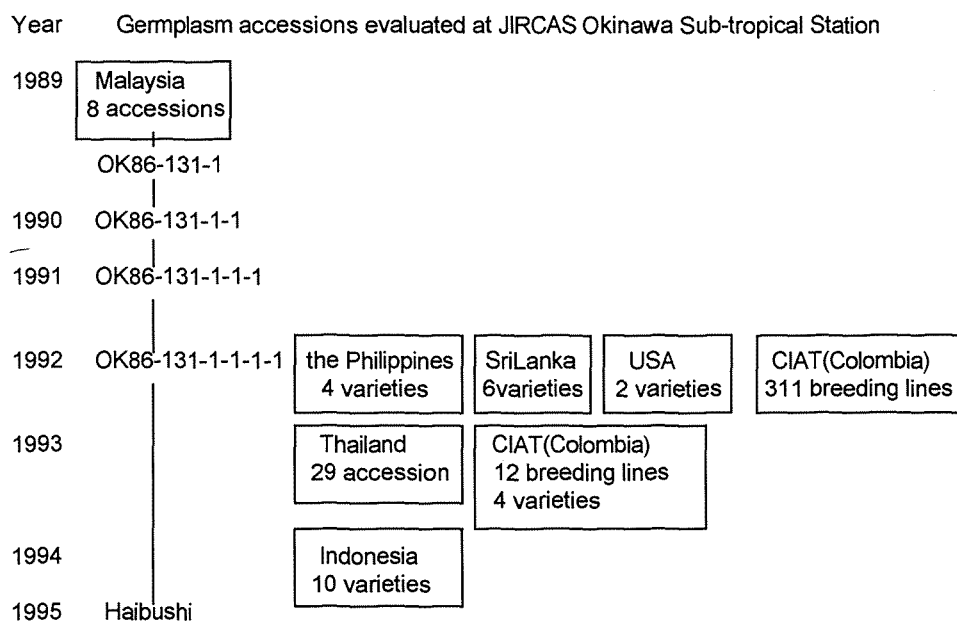 Year Germplasm accessions evaluated at JIRCAS Okinawa Sub-tropical Station
1989 Malaysia
8 accessions
OK86-131-1
1990 OK86-131-1-1
1991 OK86-131-1-1-1
1992 OK86-131-1-1-1-1 the Philippines SriLanka USA CIAT(Colombia)
4 varieties 6varieties 2 varieties 311 breeding lines
1993 Thailand CIAT(Colombia)
29 accession 12 breeding lines
4 varieties
1994 Indonesia
10 varieties
1995 Haibushi